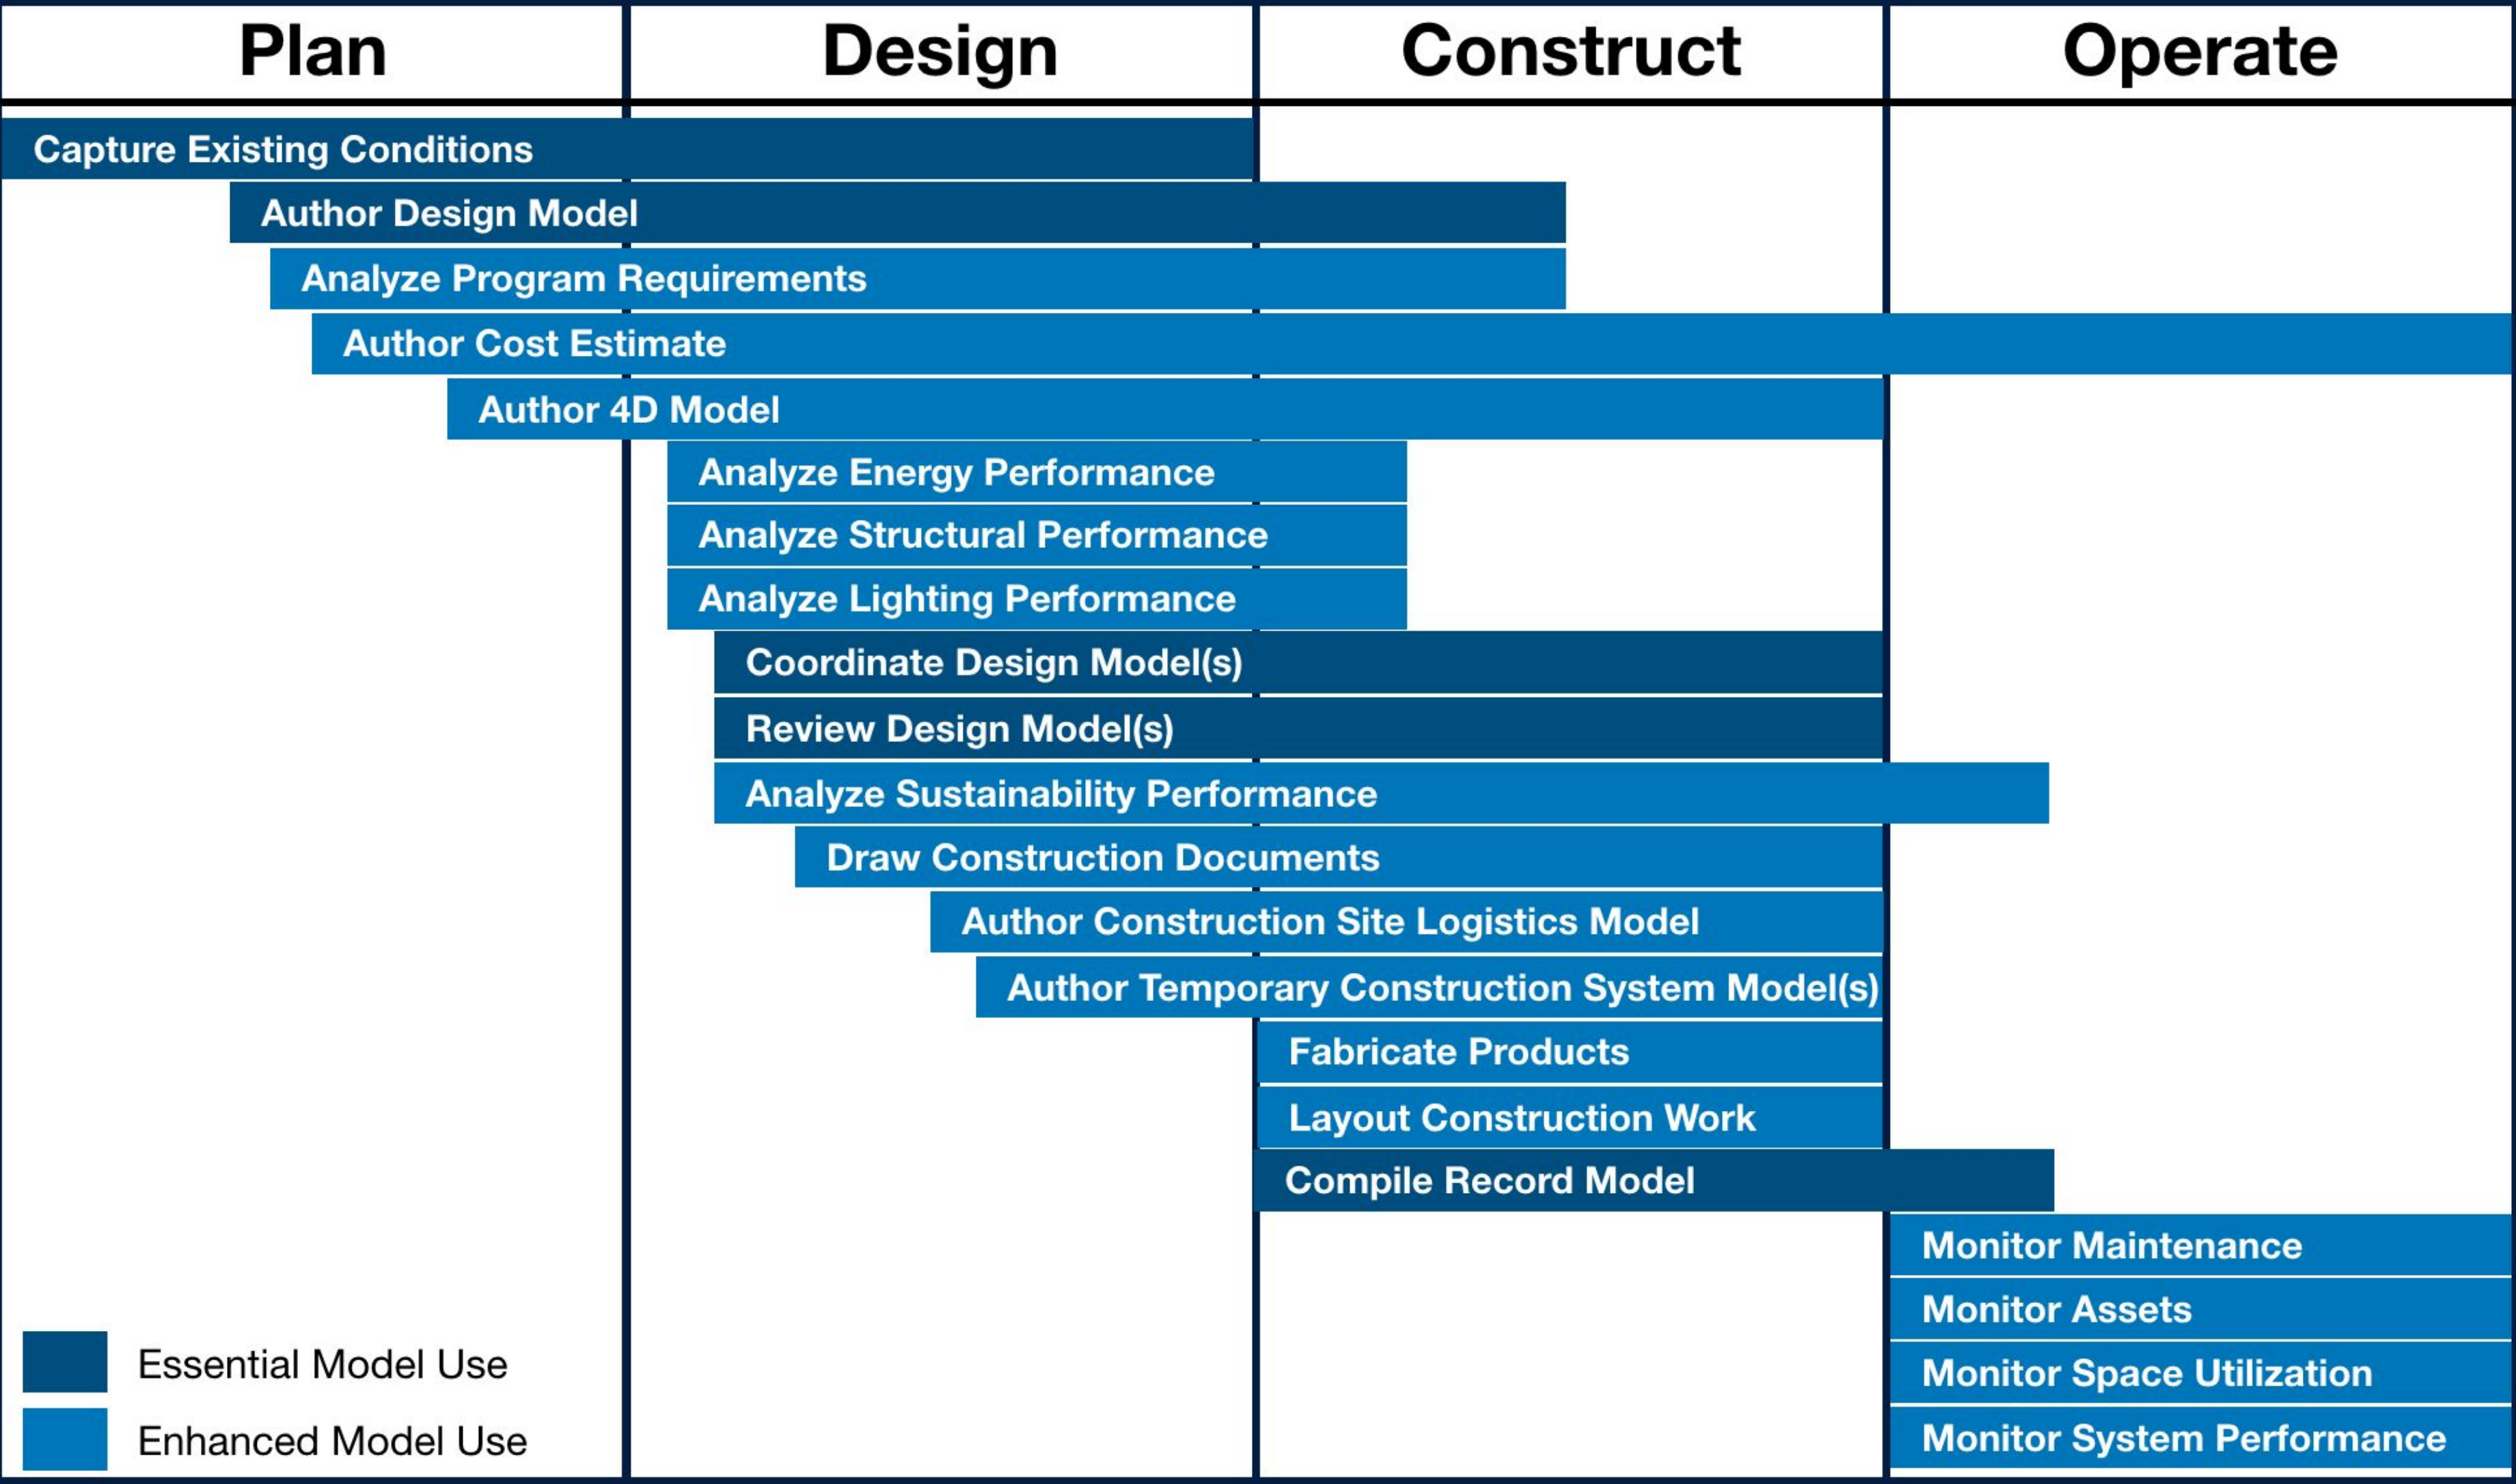 Plan
Design
Construct
Operate
Capture Existing Conditions
Author Design Model
Analyze Program Requirements
Author Cost Estimate
Author 4D Model
Analyze Energy Performance
Analyze Structural Performance
Analyze Lighting Performance
Coordinate Design Model(s)
Review Design Model(s)
Analyze Sustainability Performance
Draw Construction Documents
Author Construction Site Logistics Model
Author Temporary Construction System Model(s)
Fabricate Products
Layout Construction Work
Compile Record Model
Monitor Maintenance
Monitor Assets
Monitor Space Utilization
Monitor System Performance
Essential Model Use
Enhanced Model Use